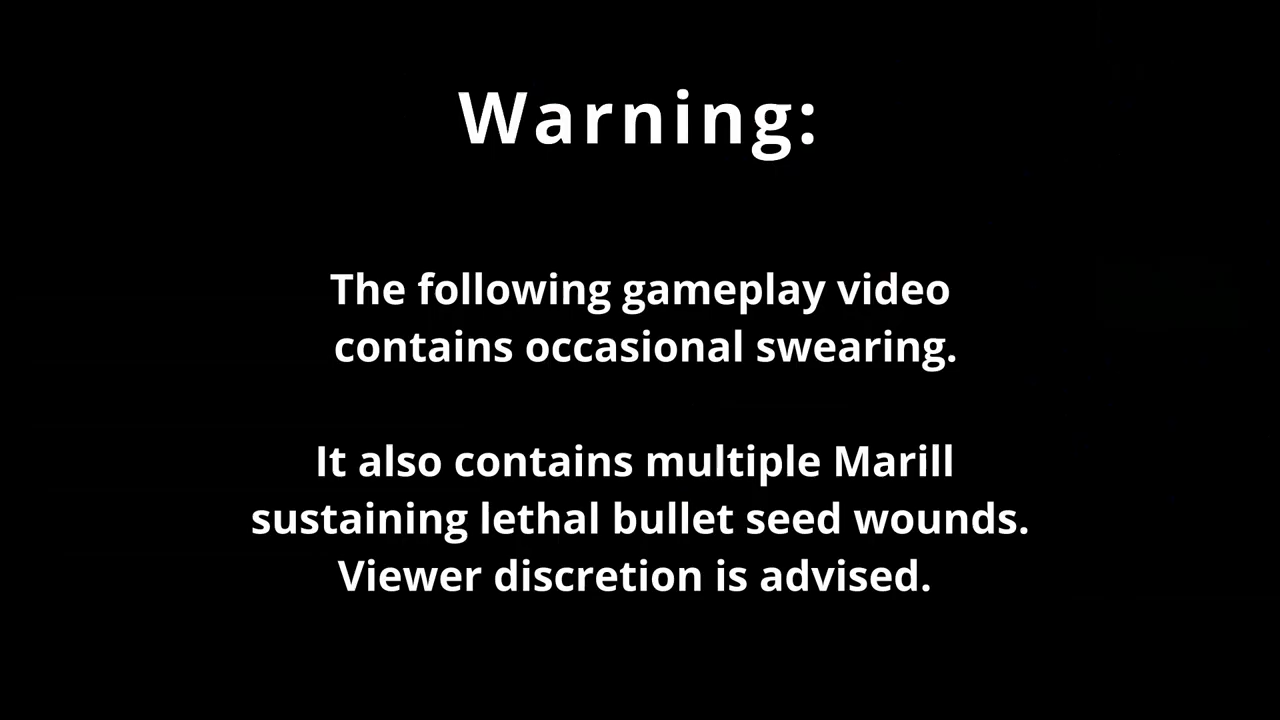 Warning:
The following gameplay video
contains occasional swearing.
It also contains multiple Marill
sustaining lethal bullet seed wounds.
Viewer discretion is advised.